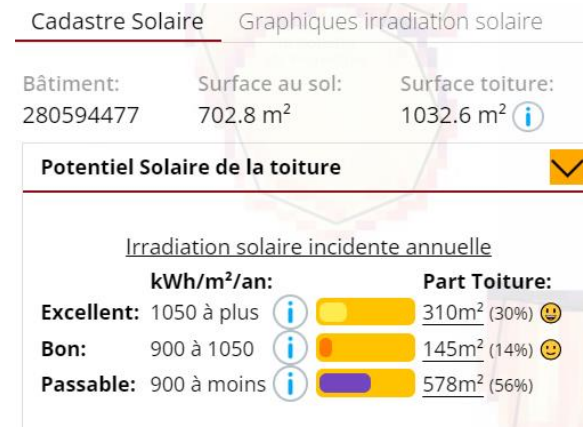 Cadastre Solaire Graphiques irradiation solaire
Bâtiment: Surface au sol: Surface toiture:
280594477 702.8 m² 1032.6 m² i
Potentiel Solaire de la toiture
Irradiation solaire incidente annuelle
kWh/m²/an: Part Toiture:
Excellent: 1050 à plus i 310m² (30%)
Bon: 900 à 1050 i 145m² (14%)
Passable: 900 à moins i 578m² (56%)